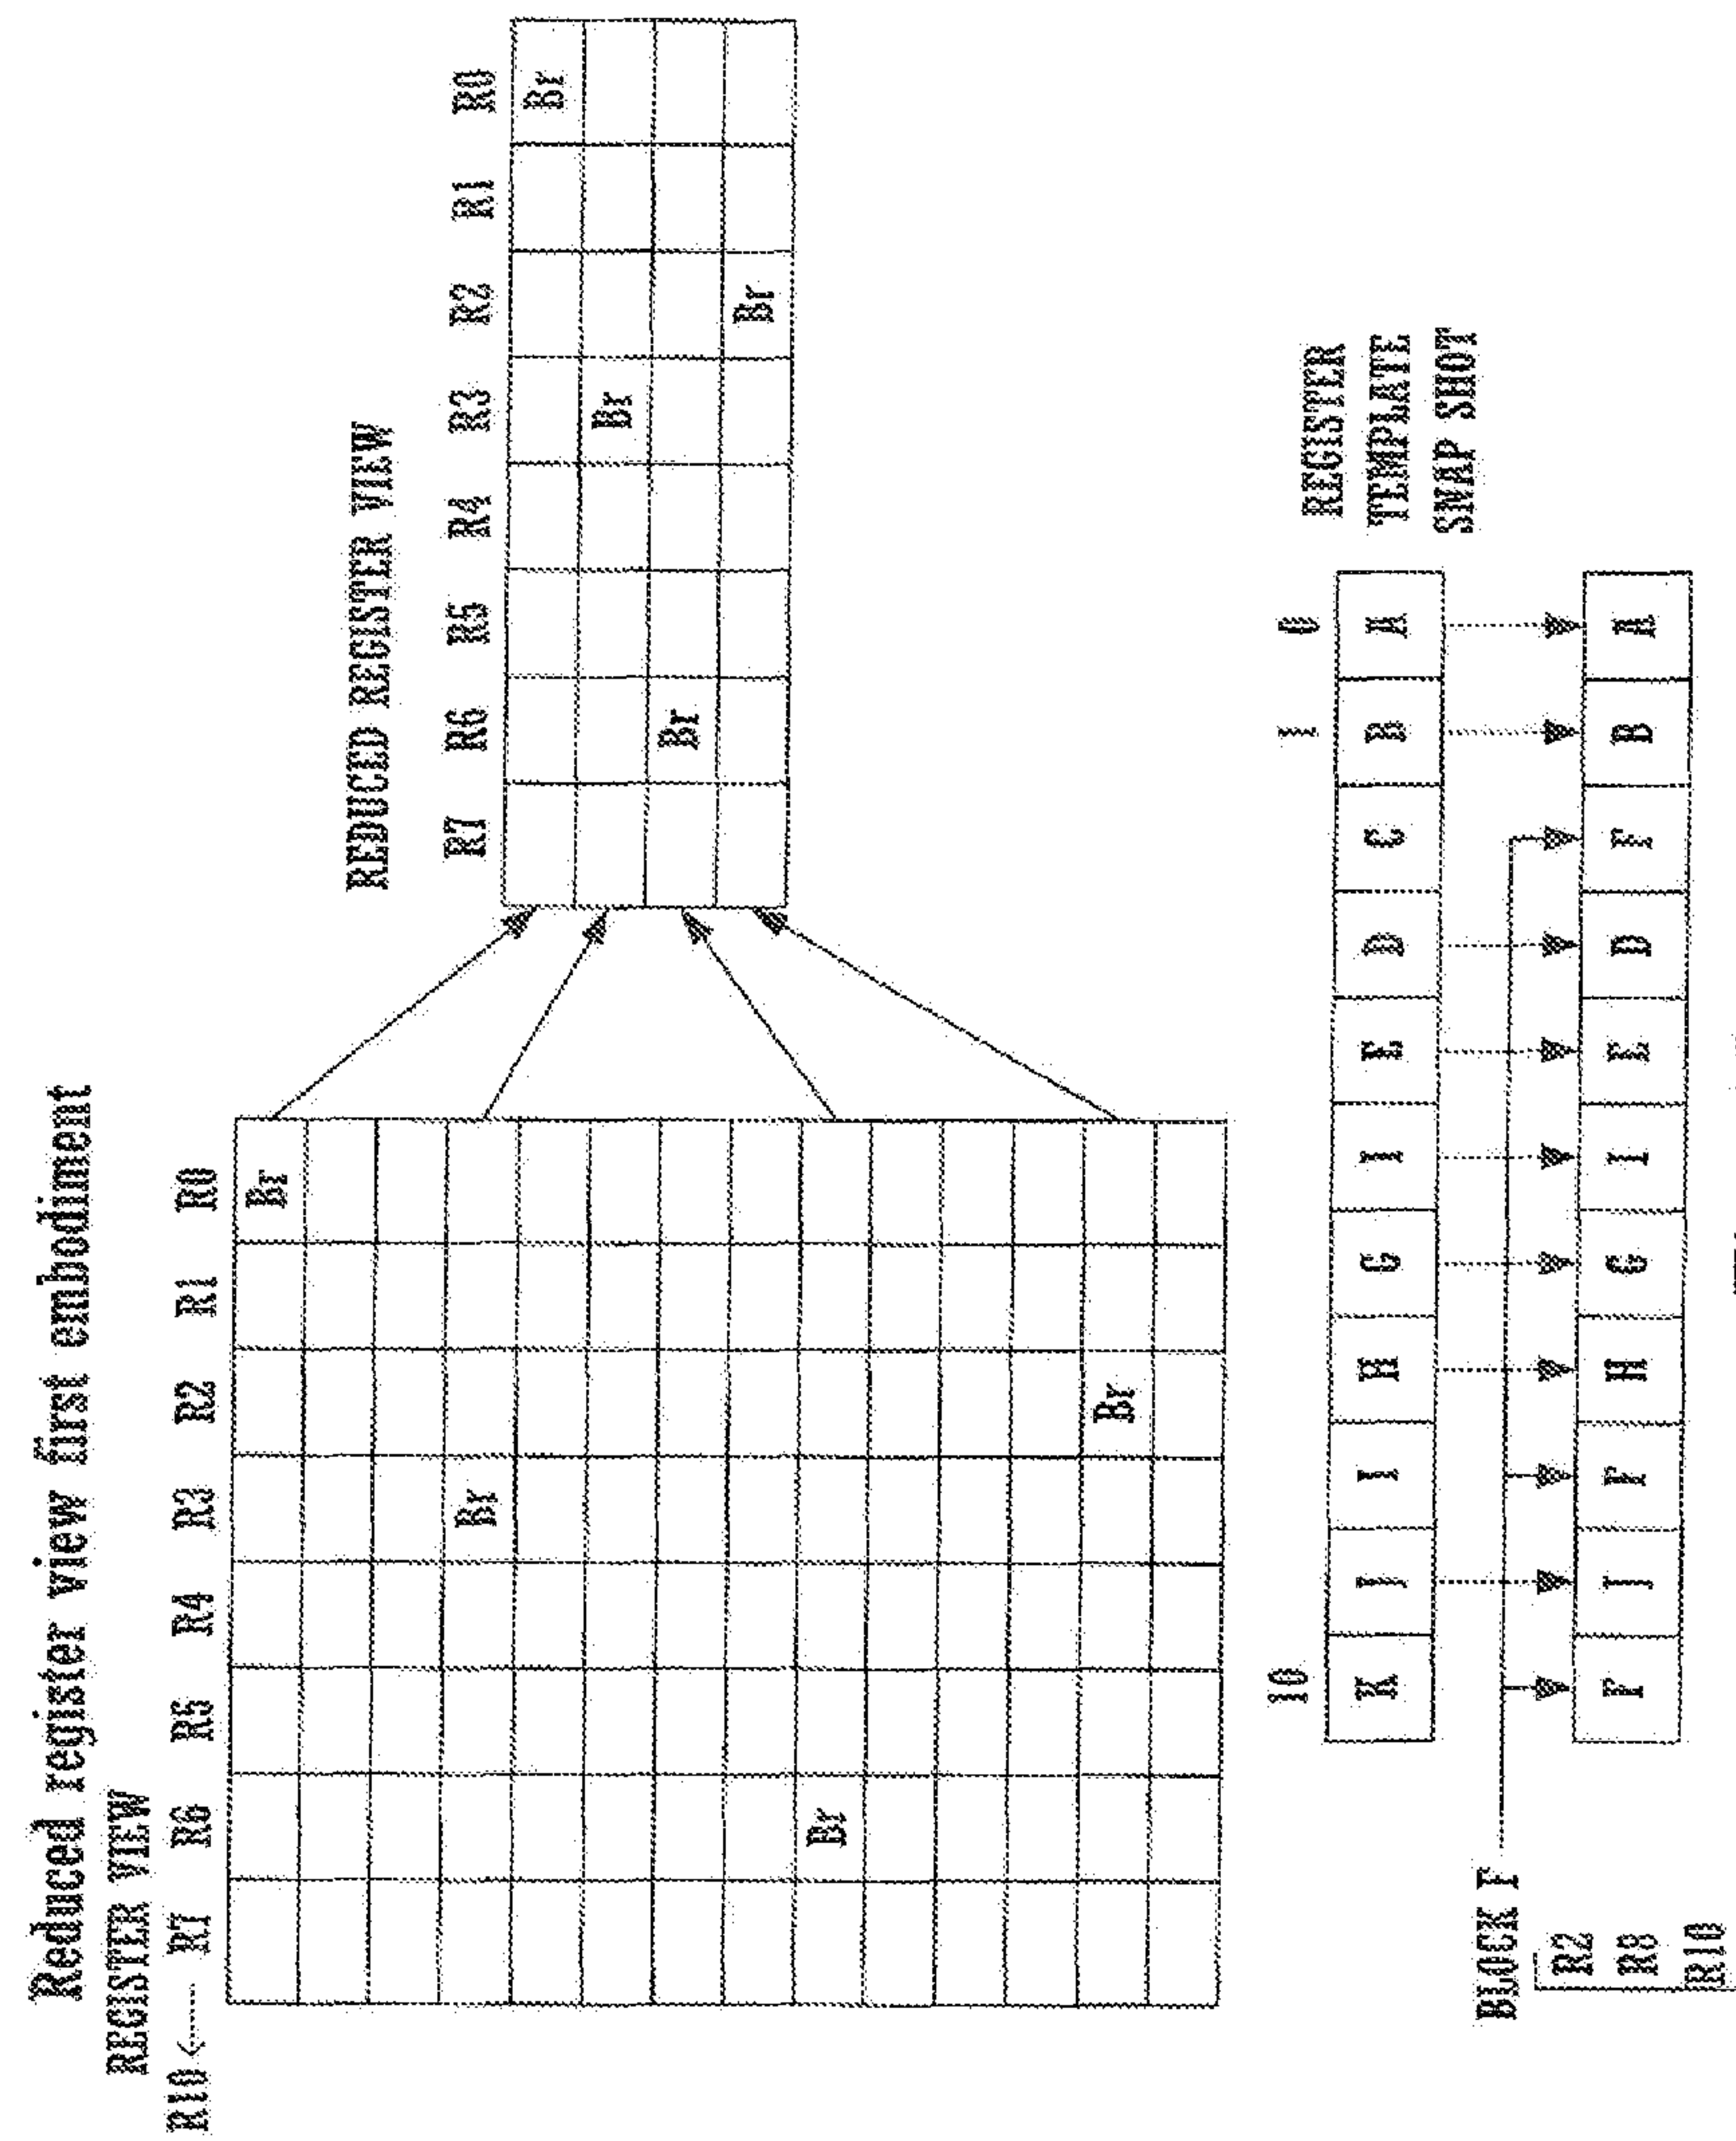 Reduced register view first embodiment
REGISTER VIEW
R10 R7 R6 R5 R4 R3 R2 R1 R0
Br
Br
Br
Br
REDUCED REGISTER VIEW
R7 R6 R5 R4 R3 R2 R1 R0
Br
Br
Br
Br
10 1 0
K J I H G I E D C B A
REGISTER
TEMPLATE
SNAP SHOT
BLOCK F
F J F H G I E D F B A
R2
R8
R10